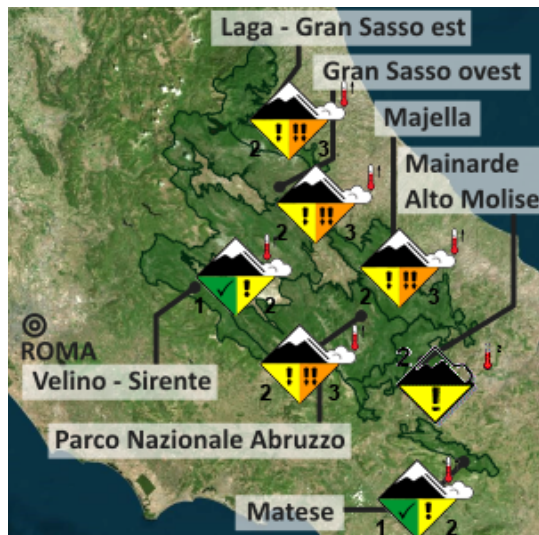 Laga - Gran Sasso est
Gran Sasso ovest
Majella
Mainarde
Alto Molise
2 3
2 3
2 3
1 2
2
2 3
ROMA
Velino - Sirente
Parco Nazionale Abruzzo
Matese
1 2